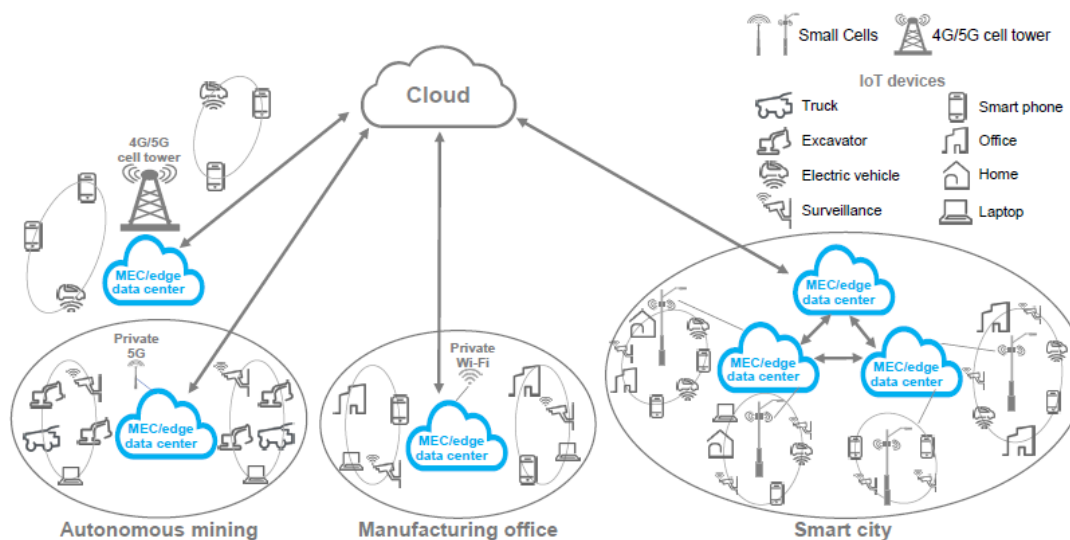 Small Cells
4G/5G cell tower
IoT devices
Truck
Smart phone
Excavator
Office
Electric vehicle
Home
Surveillance
Laptop
Cloud
4G/5G
cell tower
MEC/edge
data center
Private
5G
MEC/edge
data center
Autonomous mining
Private
Wi-Fi
MEC/edge
data center
Manufacturing office
MEC/edge
data center
MEC/edge
data center
MEC/edge
data center
Smart city